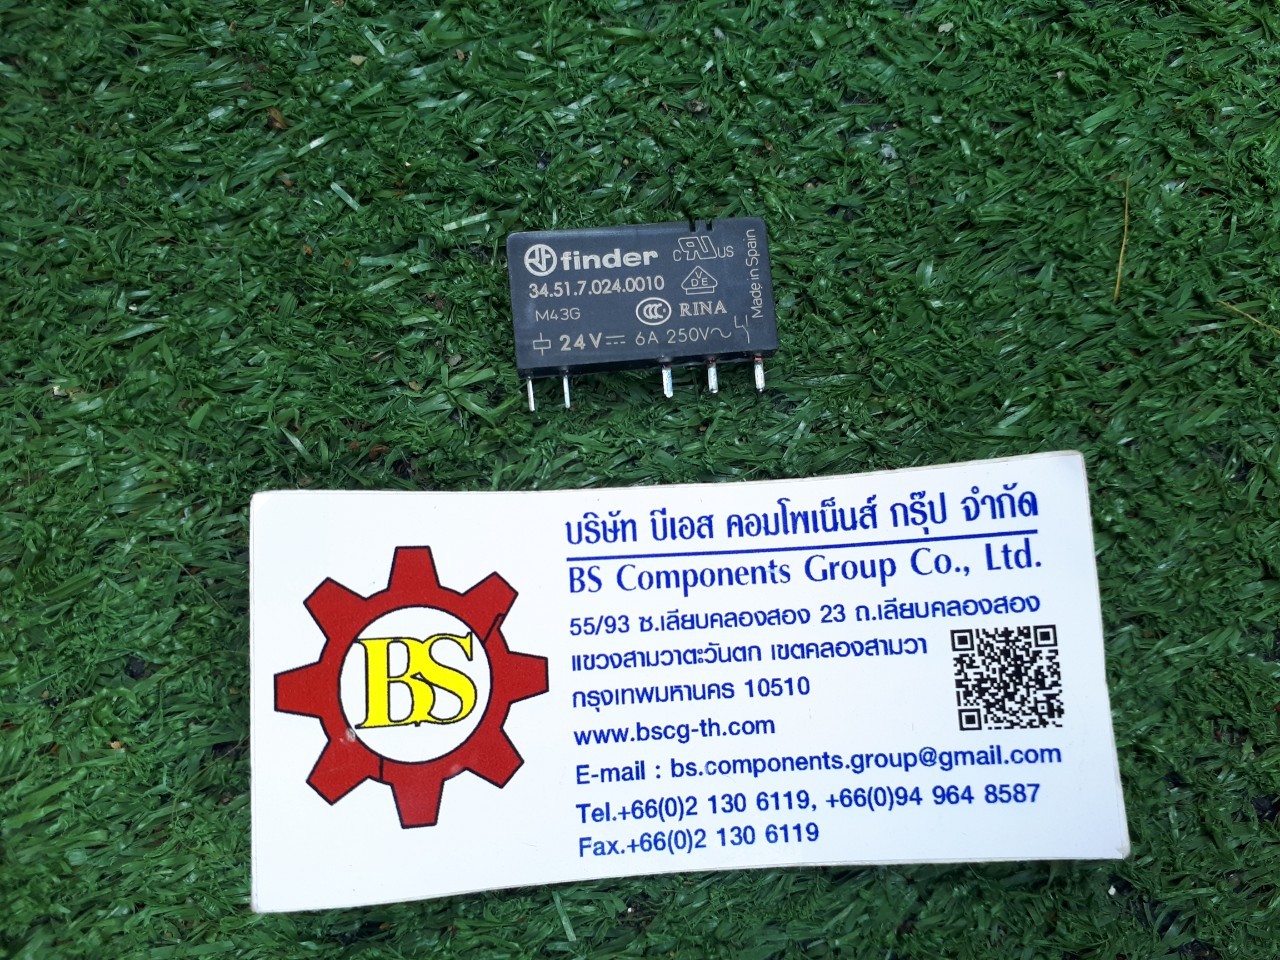 finder
C RU US
34.51.7.024.0010
VDE
M43G
CCC RINA
24V 6A 250V~
Made in Spain
บริษัท บีเอส คอมโพเน็นส์ กรุ๊ป จำกัด
BS Components Group Co., Ltd.
55/93 ซ.เลียบคลองสอง 23 ถ.เลียบคลองสอง
แขวงสามวาตะวันตก เขตคลองสามวา
กรุงเทพมหานคร 10510
www.bscg-th.com
E-mail : bs.components.group@gmail.com
Tel.+66(0)2 130 6119, +66(0)94 964 8587
Fax.+66(0)2 130 6119
BS